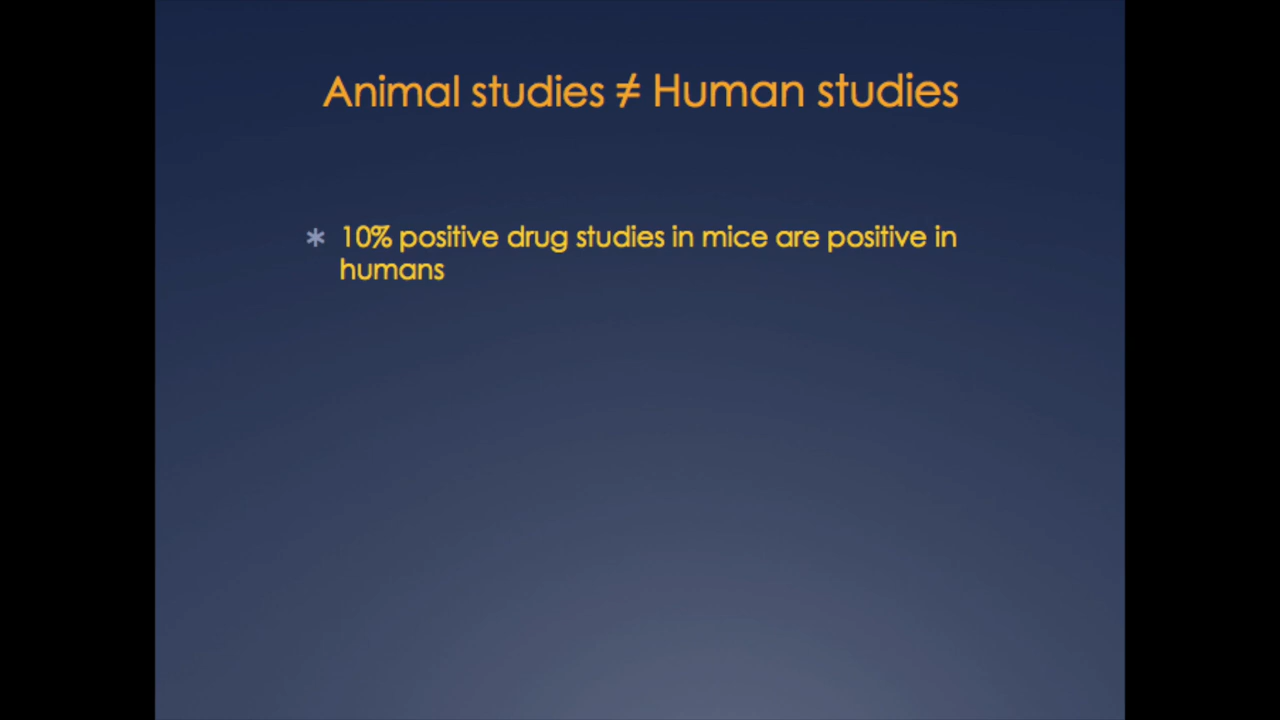 Animal studies ≠ Human studies
* 10% positive drug studies in mice are positive in
humans